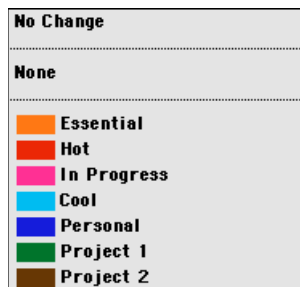 No Change
None
Essential
Hot
In Progress
Cool
Personal
Project 1
Project 2